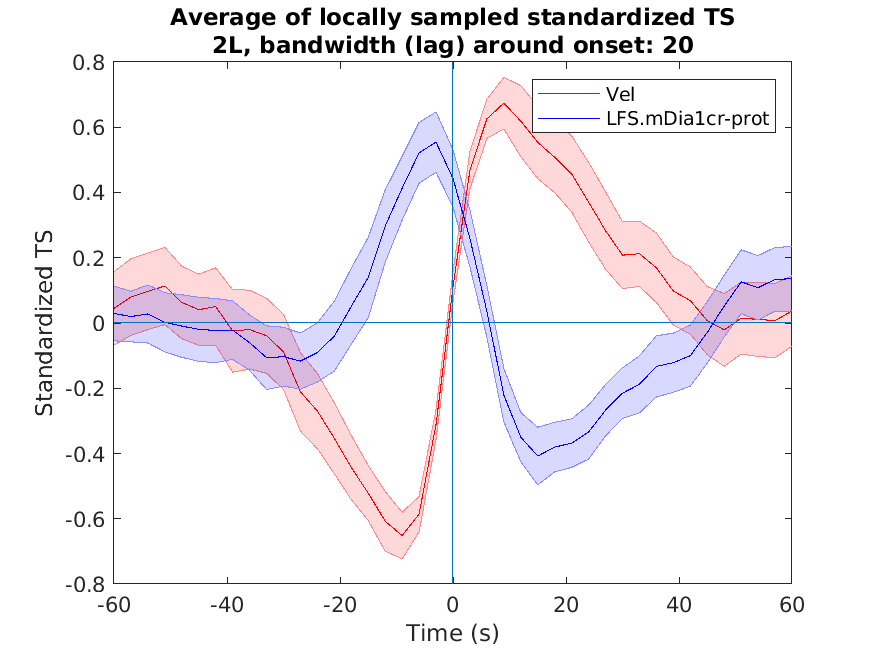 Average of locally sampled standardized TS
2L, bandwidth (lag) around onset: 20
Vel
LFS.mDia1cr-prot
Standardized TS
0.8
0.6
0.4
0.2
0
-0.2
-0.4
-0.6
-0.8
-60
-40
-20
0
20
40
60
Time (s)